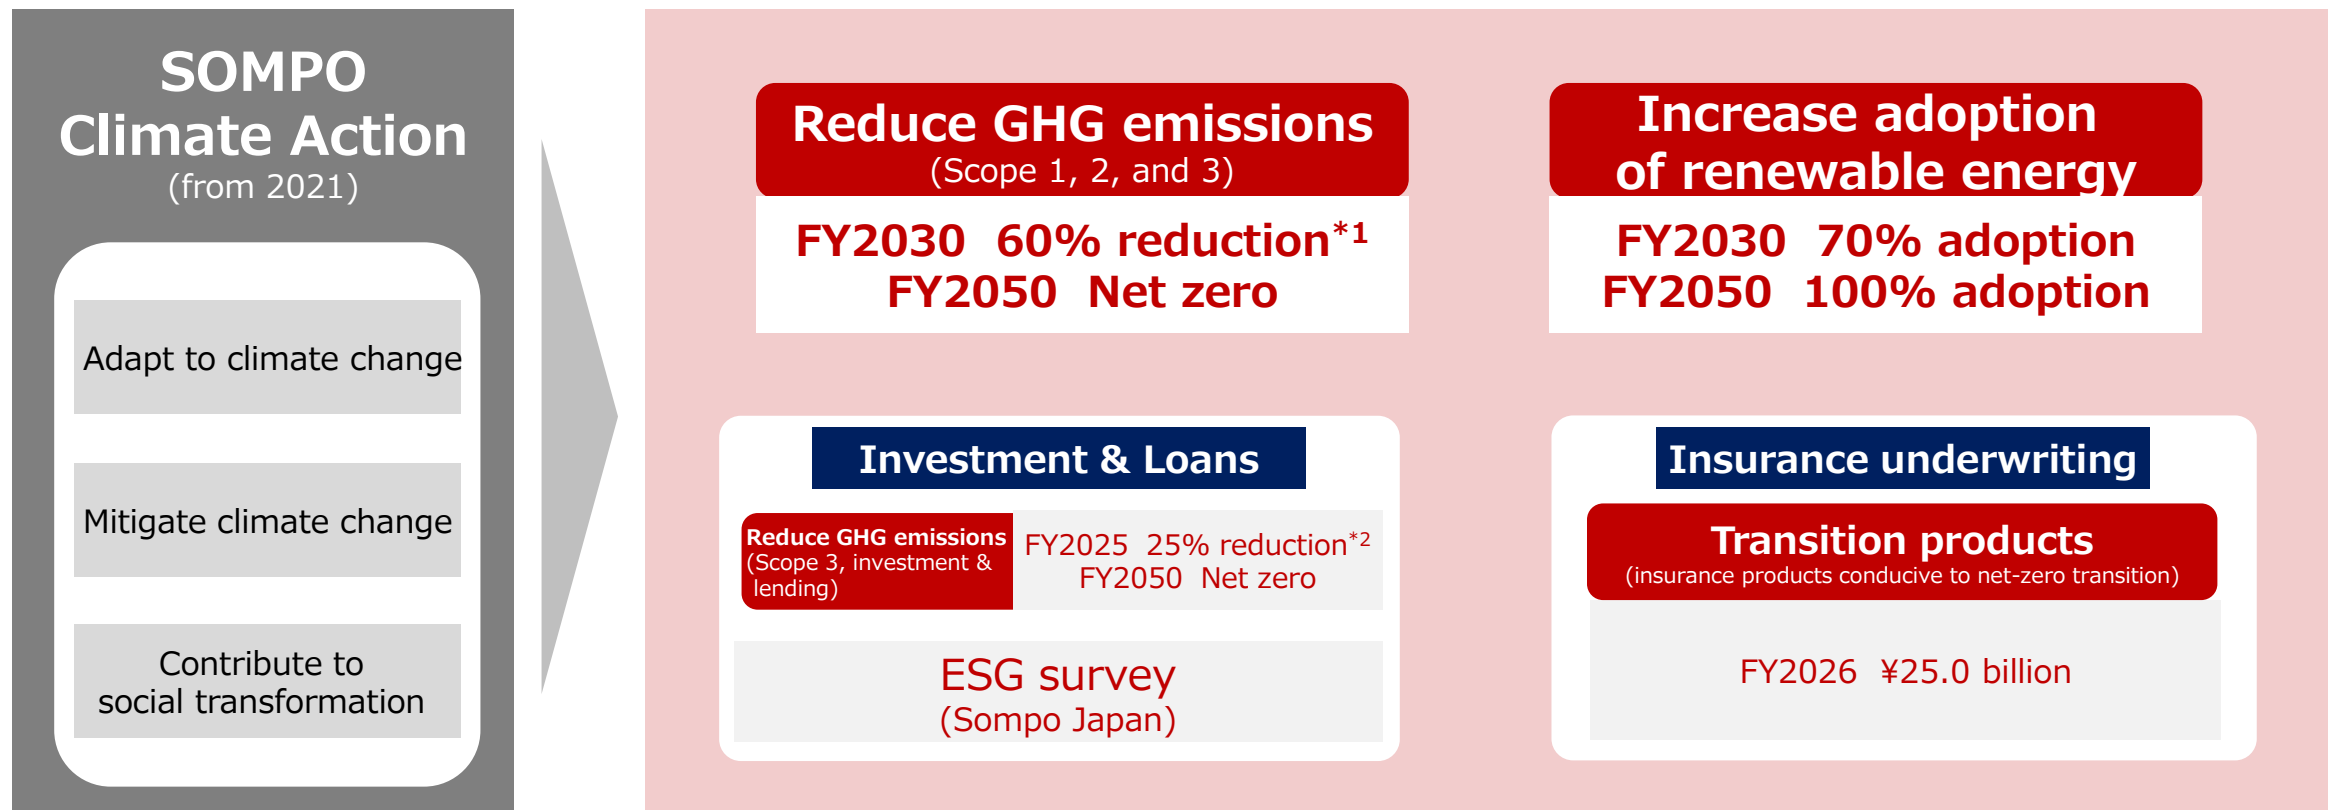 SOMPO
Climate Action
(from 2021)
Adapt to climate change
Mitigate climate change
Contribute to
social transformation
Reduce GHG emissions
(Scope 1, 2, and 3)
FY2030 60% reduction*1
FY2050 Net zero
Increase adoption
of renewable energy
FY2030 70% adoption
FY2050 100% adoption
Investment & Loans
Reduce GHG emissions
(Scope 3, investment &
lending)
FY2025 25% reduction*2
FY2050 Net zero
ESG survey
(Sompo Japan)
Insurance underwriting
Transition products
(insurance products conducive to net-zero transition)
FY2026 ¥25.0 billion